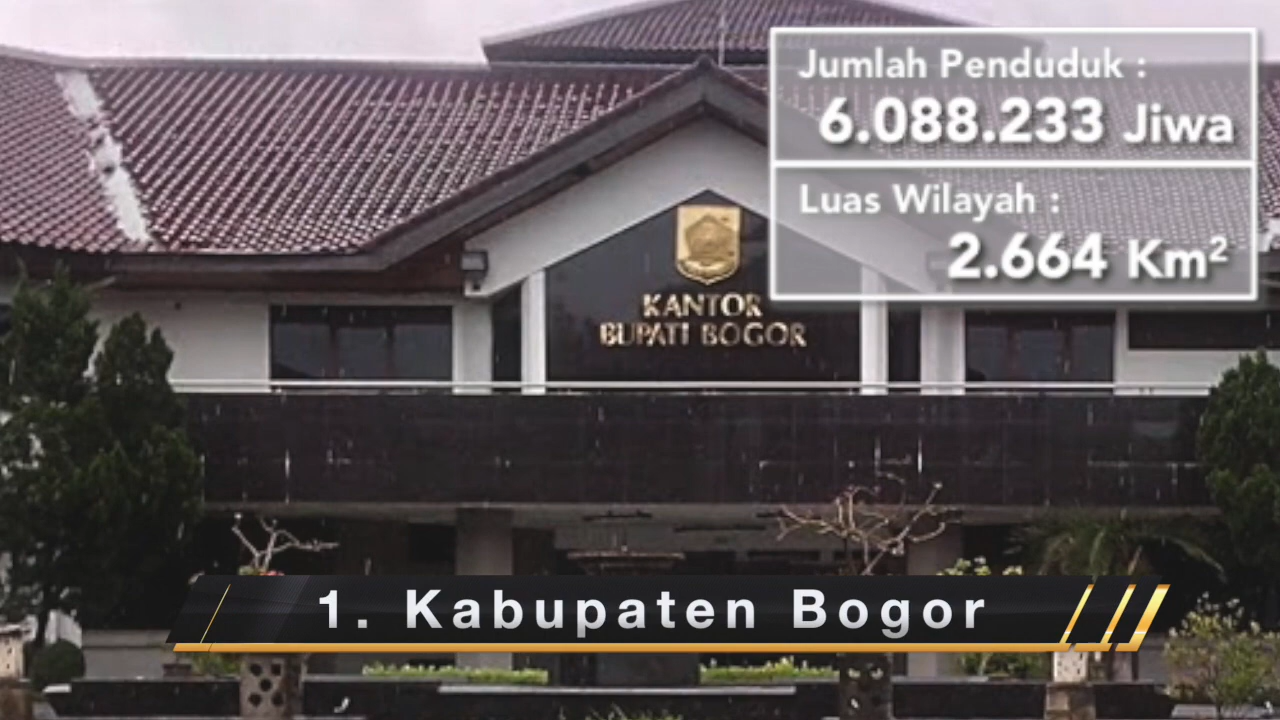 Jumlah Penduduk :
6.088.233 Jiwa
Luas Wilayah :
2.664 Km²
KANTOR
BUPATI BOGOR
1. Kabupaten Bogor